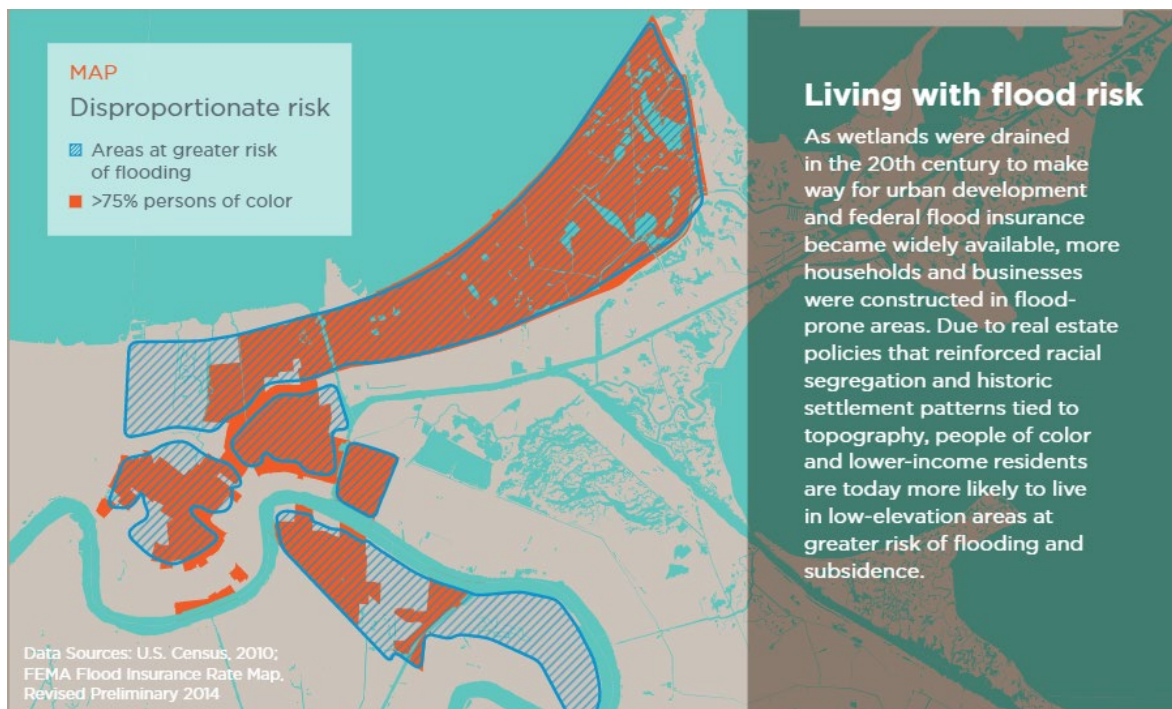 MAP
Disproportionate risk
Areas at greater risk
of flooding
>75% persons of color
Data Sources: U.S. Census, 2010;
FEMA Flood Insurance Rate Map,
Revised Preliminary 2014
Living with flood risk
As wetlands were drained
in the 20th century to make
way for urban development
and federal flood insurance
became widely available, more
households and businesses
were constructed in flood-
prone areas. Due to real estate
policies that reinforced racial
segregation and historic
settlement patterns tied to
topography, people of color
and lower-income residents
are today more likely to live
in low-elevation areas at
greater risk of flooding and
subsidence.